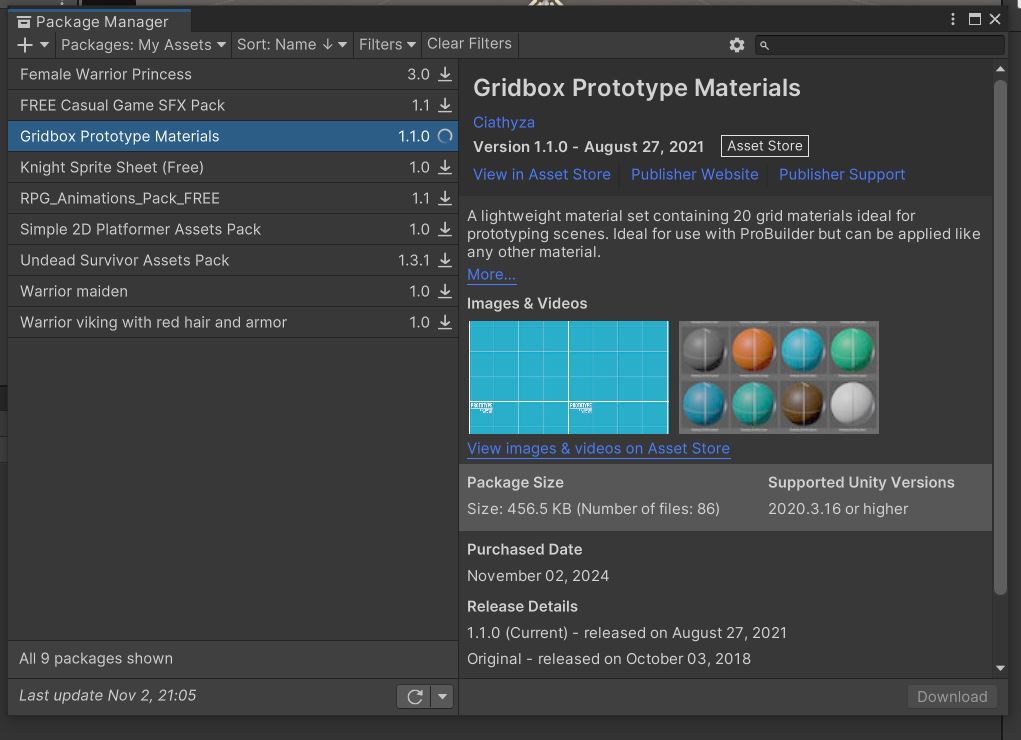 Package Manager
Packages: My Assets
Sort: Name ↓
Filters
Clear Filters
Female Warrior Princess 3.0
FREE Casual Game SFX Pack 1.1
Gridbox Prototype Materials 1.1.0
Knight Sprite Sheet (Free) 1.0
RPG_Animations_Pack_FREE 1.1
Simple 2D Platformer Assets Pack 1.0
Undead Survivor Assets Pack 1.3.1
Warrior maiden 1.0
Warrior viking with red hair and armor 1.0
All 9 packages shown
Last update Nov 2, 21:05
Gridbox Prototype Materials
Ciathyza
Version 1.1.0 - August 27, 2021 Asset Store
View in Asset Store Publisher Website Publisher Support
A lightweight material set containing 20 grid materials ideal for
prototyping scenes. Ideal for use with ProBuilder but can be applied like
any other material.
More...
Images & Videos
PROTOTYPE
PROTOTYPE
View images & videos on Asset Store
Package Size Supported Unity Versions
Size: 456.5 KB (Number of files: 86) 2020.3.16 or higher
Purchased Date
November 02, 2024
Release Details
1.1.0 (Current) - released on August 27, 2021
Original - released on October 03, 2018
Download